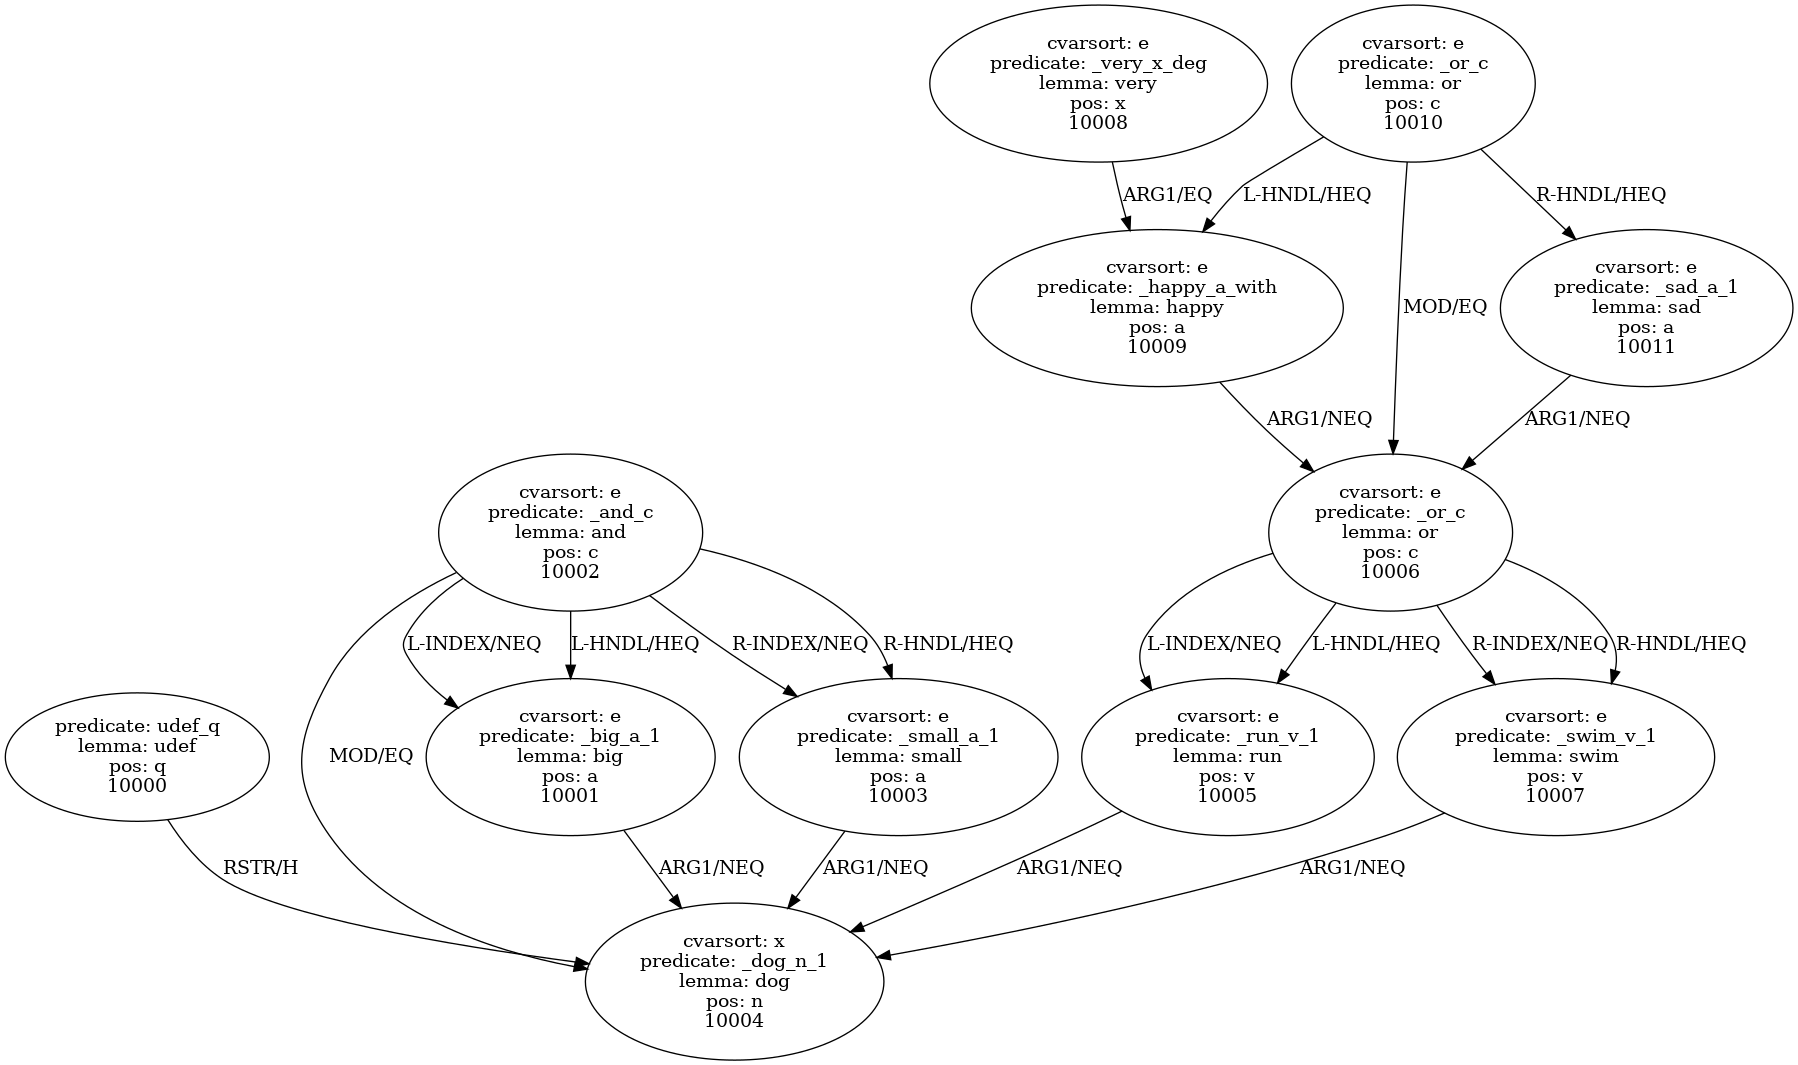 cvarsort: e
predicate: _very_x_deg
lemma: very
pos: x
10008
cvarsort: e
predicate: _or_c
lemma: or
pos: c
10010
ARG1/EQ
L-HNDL/HEQ
R-HNDL/HEQ
cvarsort: e
predicate: _happy_a_with
lemma: happy
pos: a
10009
MOD/EQ
cvarsort: e
predicate: _sad_a_1
lemma: sad
pos: a
10011
ARG1/NEQ
ARG1/NEQ
cvarsort: e
predicate: _and_c
lemma: and
pos: c
10002
cvarsort: e
predicate: _or_c
lemma: or
pos: c
10006
L-INDEX/NEQ
L-HNDL/HEQ
R-INDEX/NEQ
R-HNDL/HEQ
L-INDEX/NEQ
L-HNDL/HEQ
R-INDEX/NEQ
R-HNDL/HEQ
predicate: udef_q
lemma: udef
pos: q
10000
MOD/EQ
cvarsort: e
predicate: _big_a_1
lemma: big
pos: a
10001
cvarsort: e
predicate: _small_a_1
lemma: small
pos: a
10003
cvarsort: e
predicate: _run_v_1
lemma: run
pos: v
10005
cvarsort: e
predicate: _swim_v_1
lemma: swim
pos: v
10007
RSTR/H
ARG1/NEQ
ARG1/NEQ
ARG1/NEQ
ARG1/NEQ
cvarsort: x
predicate: _dog_n_1
lemma: dog
pos: n
10004